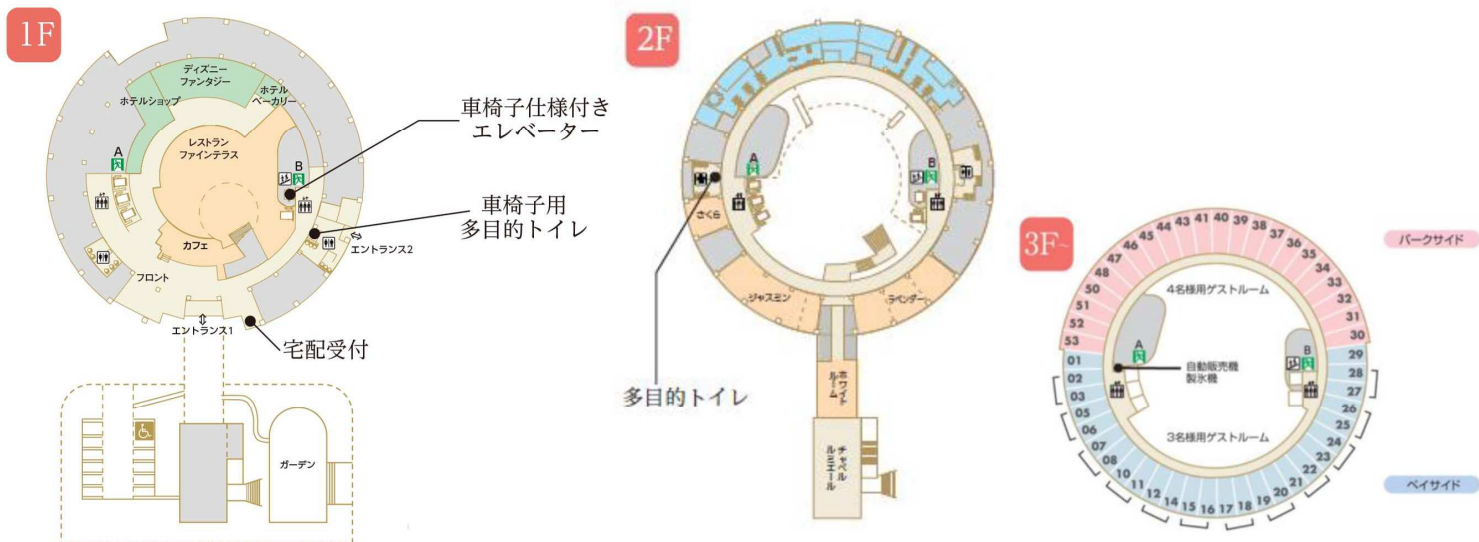 1F
ディズニー
ファンタジー
ホテルショップ
ホテル
ベーカリー
レストラン
ファインテラス
A
B
カフェ
フロント
エントランス1
エントランス2
車椅子仕様付き
エレベーター
車椅子用
多目的トイレ
宅配受付
ガーデン
2F
A
B
さくら
ジャスミン
ラベンダー
ホワイト
ルーム
チャペル
ルミエール
多目的トイレ
3F~
53
52
51
50
48
47
46
45
44
43
41
40
39
38
37
36
35
34
33
32
31
30
4名様用ゲストルーム
A
B
自動販売機
製氷機
3名様用ゲストルーム
01
02
03
05
06
07
08
10
11
12
14
15
16
17
18
19
20
21
22
23
24
25
26
27
28
29
パークサイド
ベイサイド